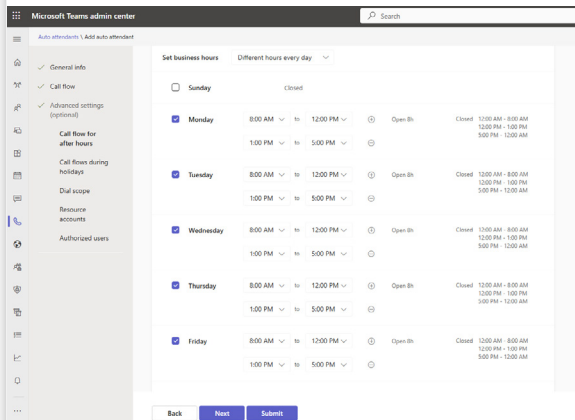 Microsoft Teams admin center
Search
Auto attendants \ Add auto attendant
General info
Call flow
Advanced settings
(optional)
Call flow for
after hours
Call flows during
holidays
Dial scope
Resource
accounts
Authorized users
Set business hours Different hours every day
Sunday Closed
Monday 8:00 AM to 12:00 PM Open 8h Closed 12:00 AM - 8:00 AM
12:00 PM - 1:00 PM
1:00 PM to 5:00 PM 5:00 PM - 12:00 AM
Tuesday 8:00 AM to 12:00 PM Open 8h Closed 12:00 AM - 8:00 AM
12:00 PM - 1:00 PM
1:00 PM to 5:00 PM 5:00 PM - 12:00 AM
Wednesday 8:00 AM to 12:00 PM Open 8h Closed 12:00 AM - 8:00 AM
12:00 PM - 1:00 PM
1:00 PM to 5:00 PM 5:00 PM - 12:00 AM
Thursday 8:00 AM to 12:00 PM Open 8h Closed 12:00 AM - 8:00 AM
12:00 PM - 1:00 PM
1:00 PM to 5:00 PM 5:00 PM - 12:00 AM
Friday 8:00 AM to 12:00 PM Open 8h Closed 12:00 AM - 8:00 AM
12:00 PM - 1:00 PM
1:00 PM to 5:00 PM 5:00 PM - 12:00 AM
Back Next Submit